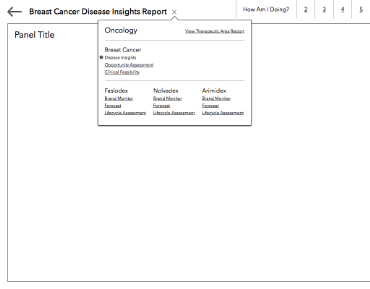 Breast Cancer Disease Insights Report ×
How Am I Doing? 2 3 4 5
Panel Title
Oncology View Therapeutic Area Report
Breast Cancer
Disease Insights
Opportunity Assessment
Clinical Feasibility
Faslodex Nolvadex Arimidex
Brand Monitor Brand Monitor Brand Monitor
Forecast Forecast Forecast
Lifecycle Assessment Lifecycle Assessment Lifecycle Assessment